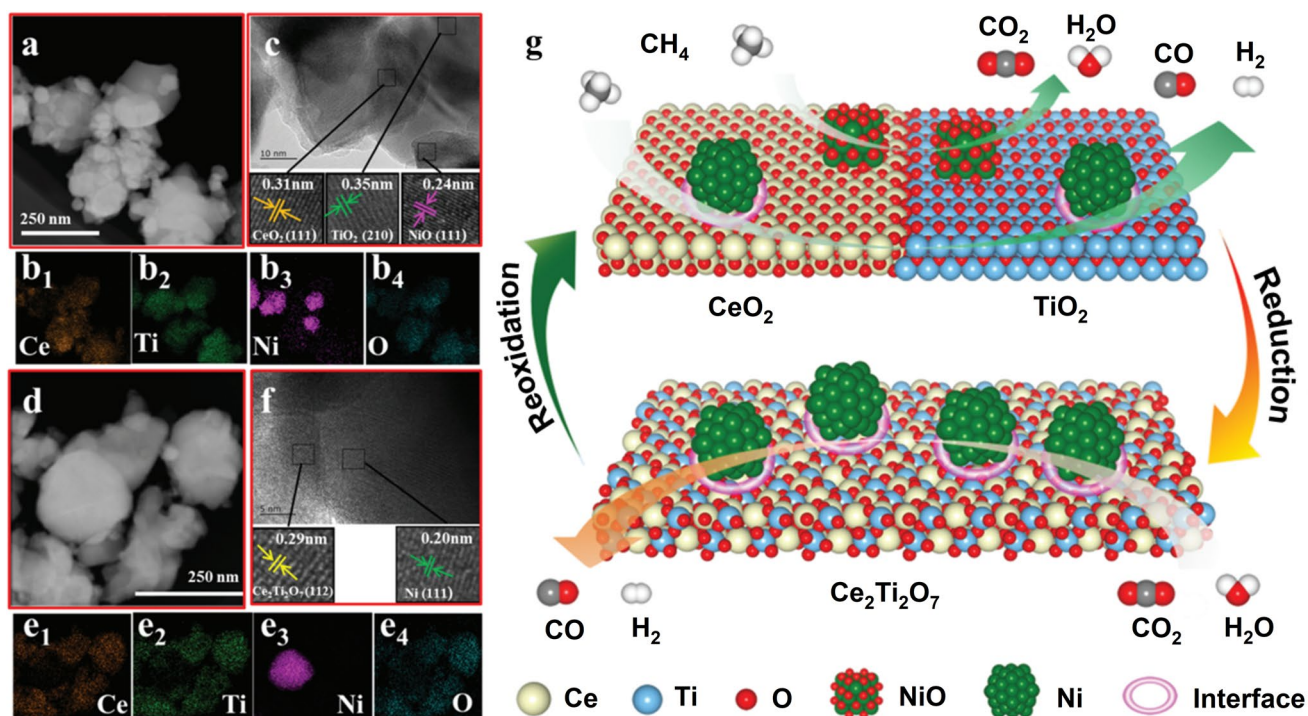 a
250 nm
b1
Ce
b2
Ti
b3
Ni
b4
O
c
10 nm
0.31nm
CeO2 (111)
0.35nm
TiO2 (210)
0.24nm
NiO (111)
d
250 nm
e1
Ce
e2
Ti
e3
Ni
e4
O
f
5 nm
0.29nm
Ce2Ti2O7 (112)
0.20nm
Ni (111)
g
CH4
CO2
H2O
CO
H2
CeO2
TiO2
Reoxidation
Reduction
Ce2Ti2O7
CO
H2
CO2
H2O
Ce
Ti
O
NiO
Ni
Interface